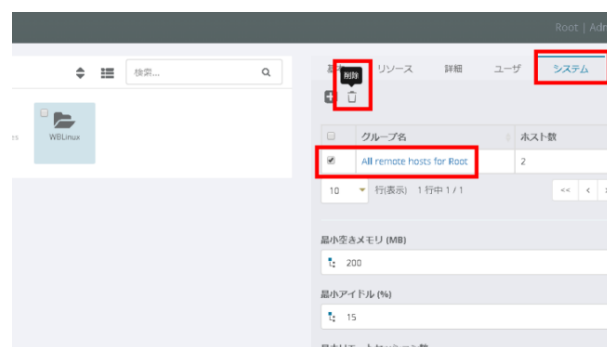 Root | Adm
検索...
WBLinux
リソース
詳細
ユーザ
システム
削除
グループ名
ホスト数
All remote hosts for Root
2
10
行(表示) 1 行中 1 / 1
<< <
最小空きメモリ (MB)
200
最小アイドル (%)
15